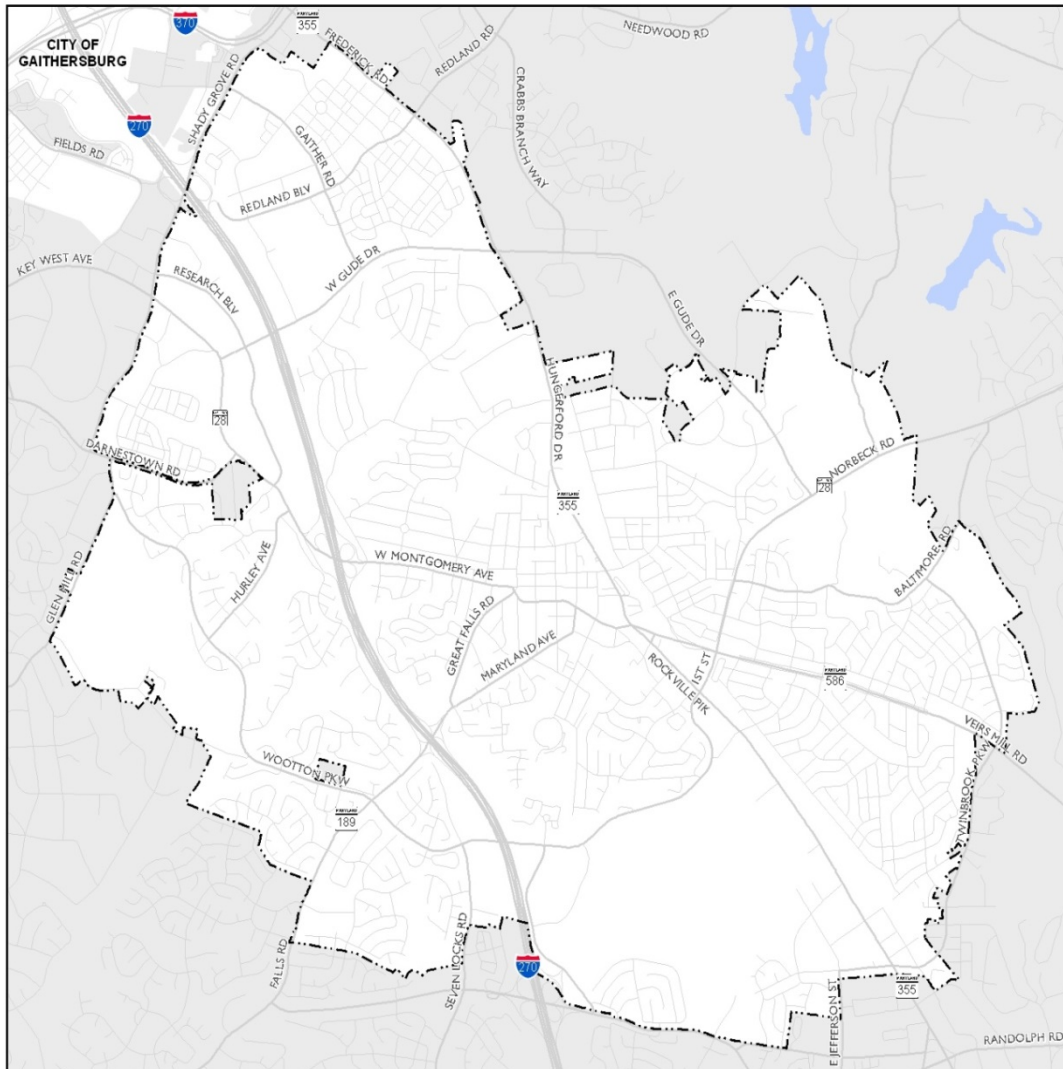 370
355
CITY OF
GAITHERSBURG
FREDERICK RD
REDLAND RD
NEEDWOOD RD
SHADY GROVE RD
CRABBS BRANCH WAY
270
FIELDS RD
GAITHER RD
REDLAND BLV
KEY WEST AVE
RESEARCH BLV
W GUDE DR
E GUDE DR
HUNGERFORD DR
28
DARNESTOWN RD
NORBECK RD
28
MARYLAND
355
GLEN MILL RD
HURLEY AVE
W MONTGOMERY AVE
BALTIMORE RD
GREAT FALLS RD
MARYLAND AVE
1ST ST
ROCKVILLE PIK
MARYLAND
586
VEIRS MILL RD
WOOTTON PKW
TWINBROOK PKW
MARYLAND
189
FALLS RD
SEVEN LOCKS RD
270
MARYLAND
355
E JEFFERSON ST
RANDOLPH RD